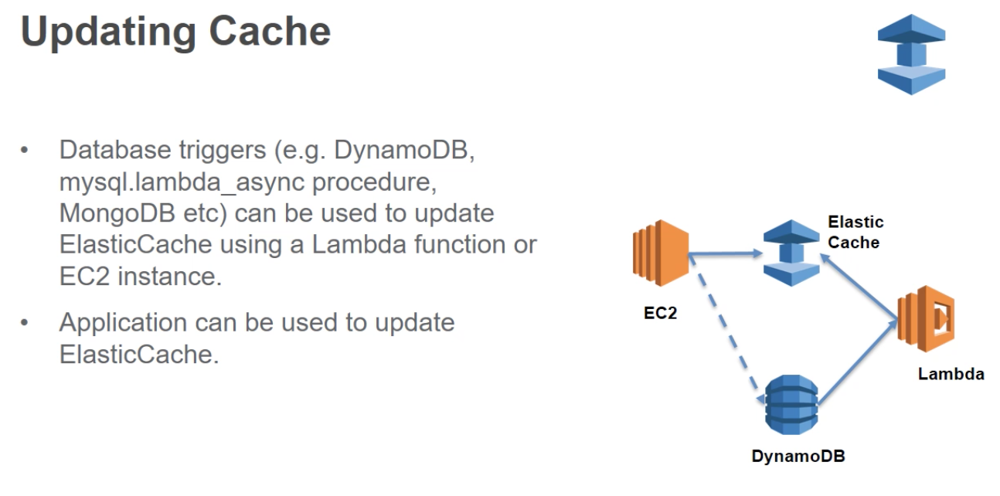 Updating Cache
• Database triggers (e.g. DynamoDB,
mysql.lambda_async procedure,
MongoDB etc) can be used to update
ElasticCache using a Lambda function or
EC2 instance.
• Application can be used to update
ElasticCache.
Elastic
Cache
EC2
Lambda
DynamoDB